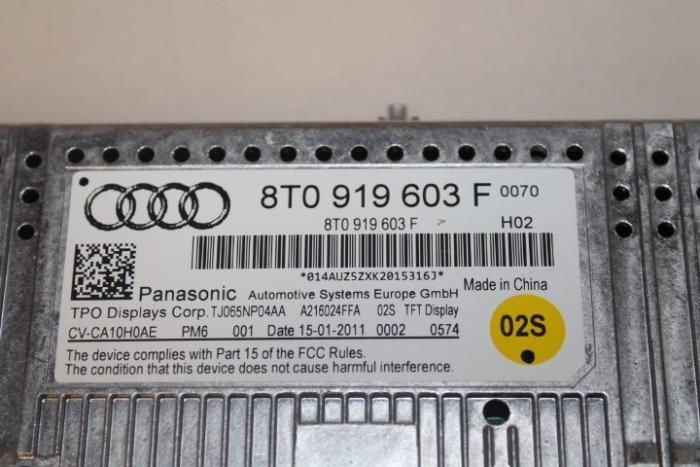 8T0 919 603 F 0070
8T0 919 603 F H02
*014AUZ5ZXK2015316J*
Panasonic Automotive Systems Europe GmbH Made in China
TPO Displays Corp. TJ065NP04AA A216024FFA 02S TFT Display
CV-CA10H0AE PM6 001 Date 15-01-2011 0002 0574
02S
The device complies with Part 15 of the FCC Rules.
The condition that this device does not cause harmful interference.